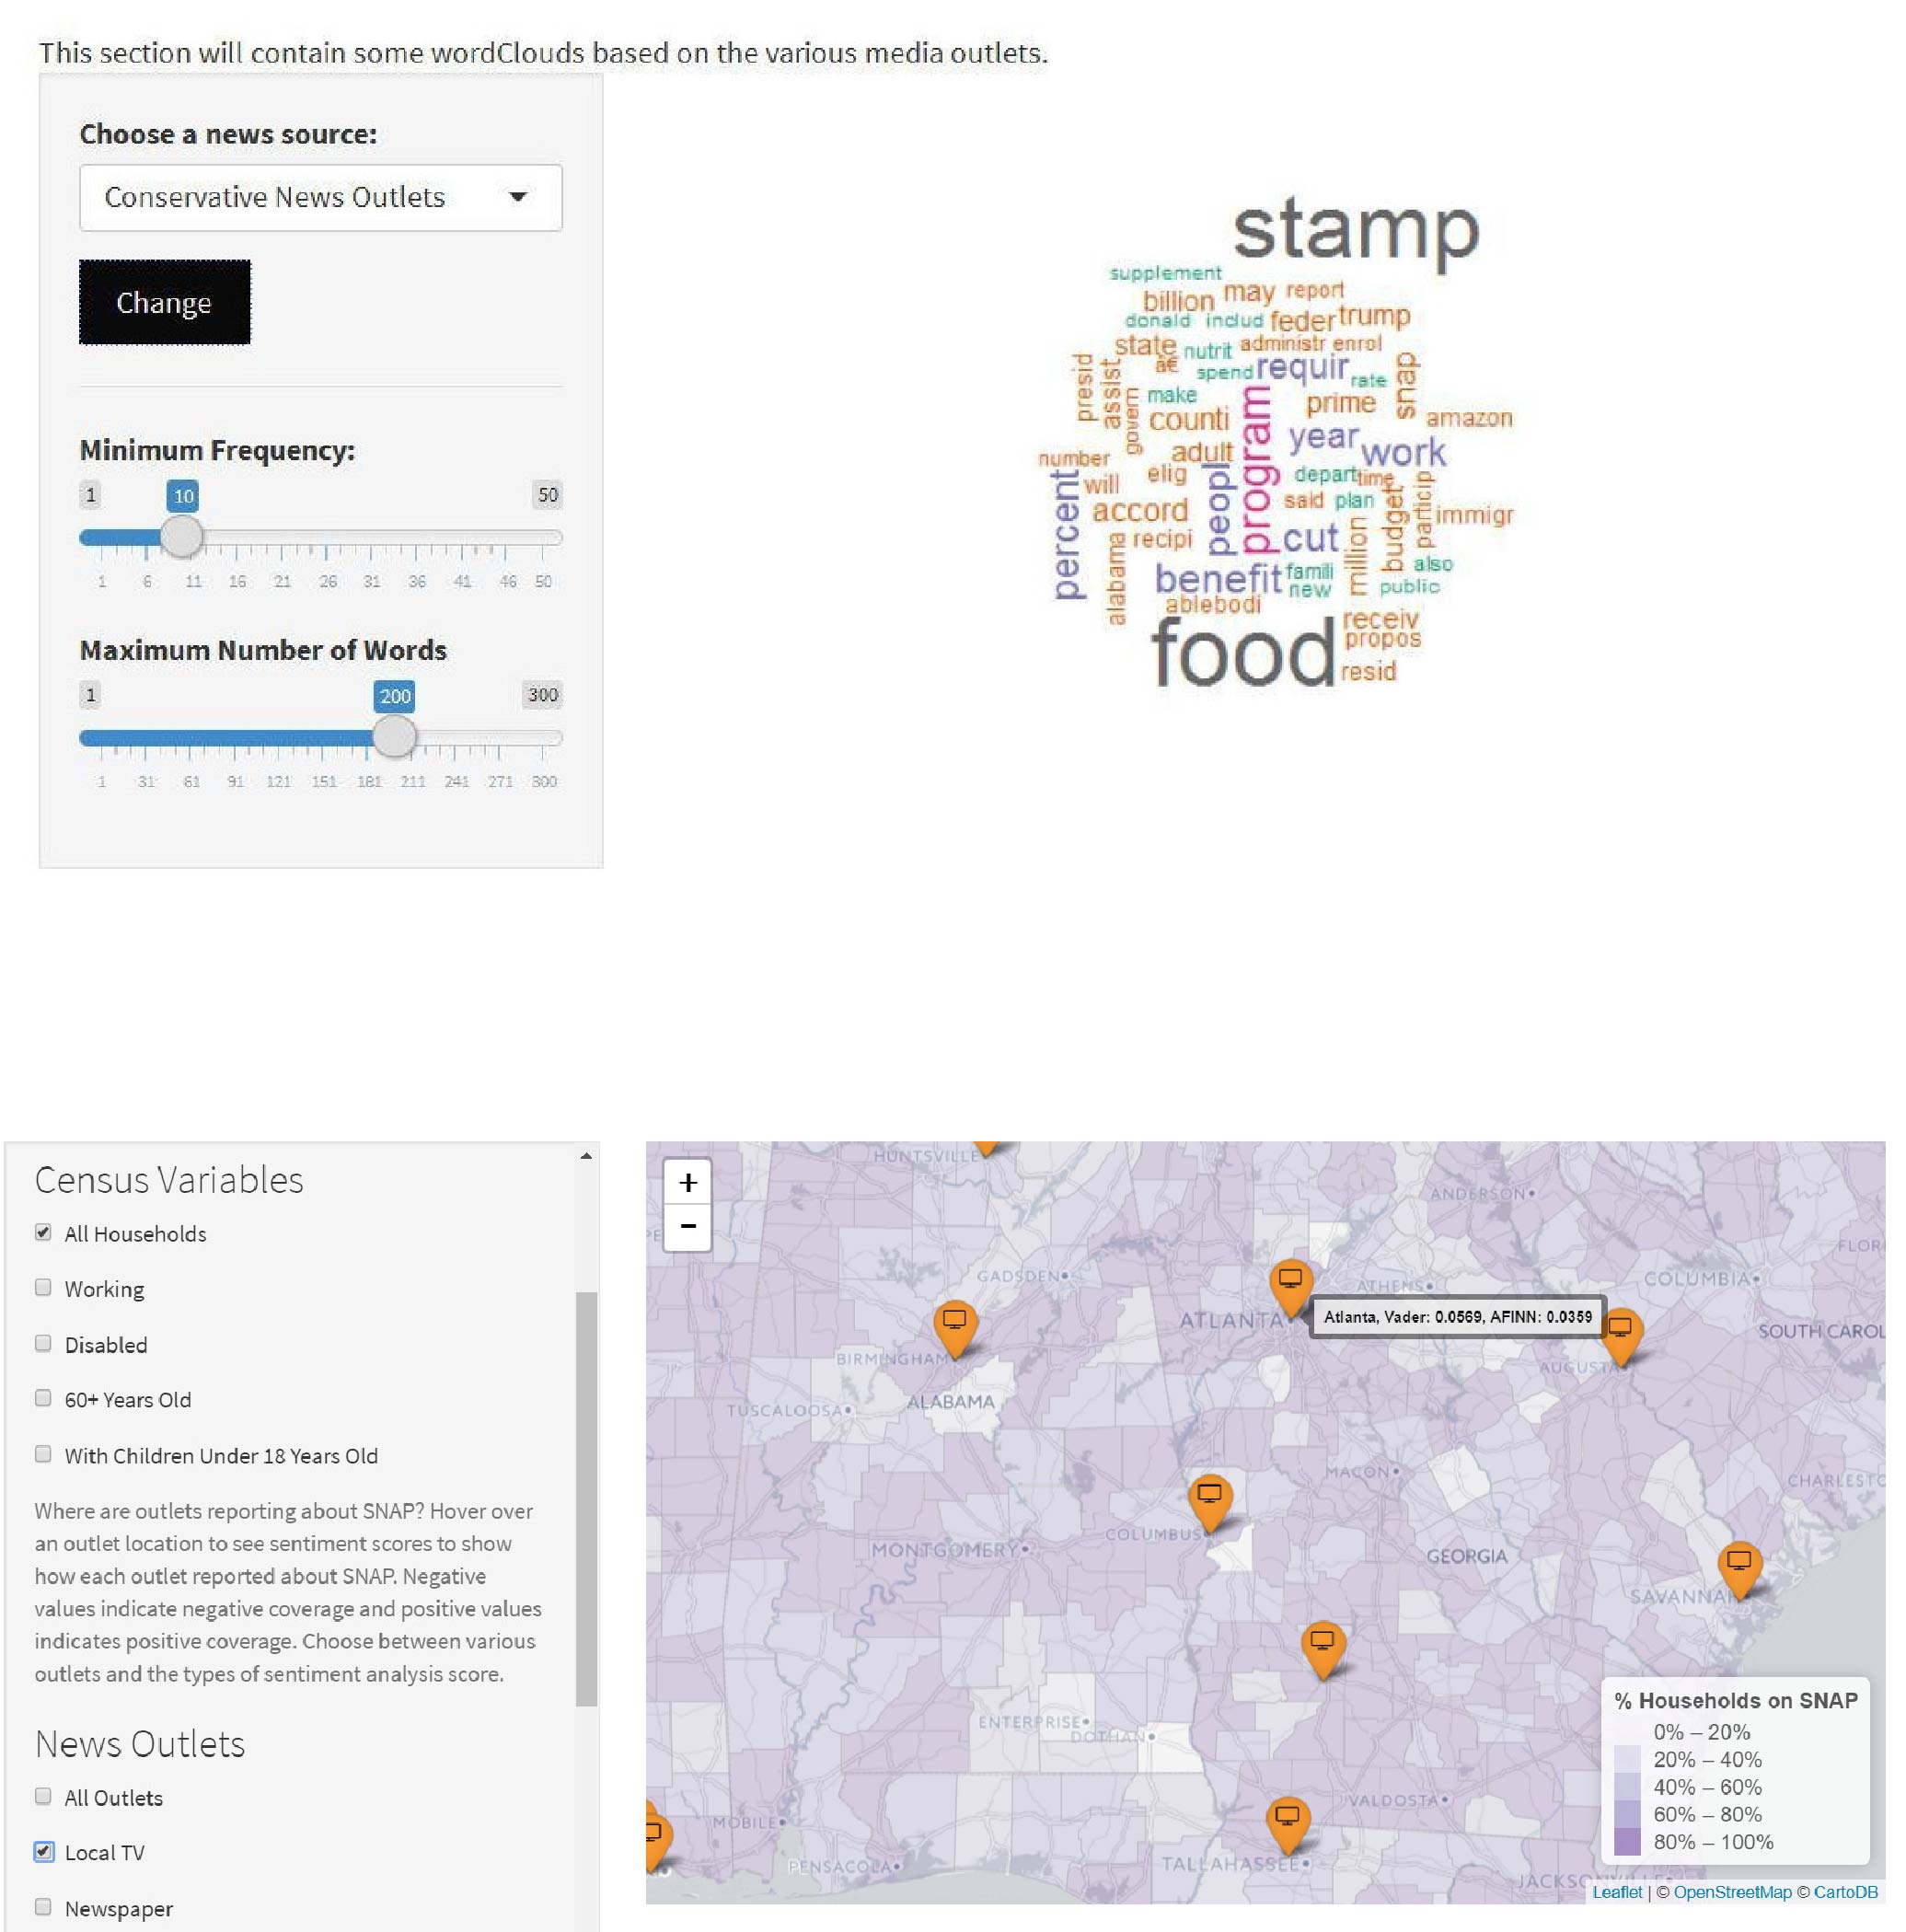 This section will contain some wordClouds based on the various media outlets.
Choose a news source:
Conservative News Outlets
Change
Minimum Frequency:
1 10 50
1 6 11 16 21 26 31 36 41 46 50
Maximum Number of Words
1 200 300
1 31 61 91 121 151 181 211 241 271 300
stamp
supplement
billion may report
donald includ feder trump
state nutrit administr enrol
â€ spend requir rate snap
presid assist make prime
govern counti program amazon
adult year work
number elig depart time
percent will peopl said plan budget particip
accord immigr
alabama recipi cut million
benefit famili also
new public
ablebodi receiv
food propos
resid
Census Variables
All Households
Working
Disabled
60+ Years Old
With Children Under 18 Years Old
Where are outlets reporting about SNAP? Hover over
an outlet location to see sentiment scores to show
how each outlet reported about SNAP. Negative
values indicate negative coverage and positive values
indicates positive coverage. Choose between various
outlets and the types of sentiment analysis score.
News Outlets
All Outlets
Local TV
Newspaper
+
−
HUNTSVILLE
ANDERSON
FLOR
GADSDEN
ATHENS
COLUMBIA
ATLANTA
Atlanta, Vader: 0.0569, AFINN: 0.0359
SOUTH CAROL
BIRMINGHAM
AUGUSTA
ALABAMA
TUSCALOOSA
MACON
CHARLESTO
COLUMBUS
MONTGOMERY
GEORGIA
SAVANNAH
ENTERPRISE
DOTHAN
VALDOSTA
MOBILE
PENSACOLA
TALLAHASSEE
JACKSONVILLE
% Households on SNAP
0% – 20%
20% – 40%
40% – 60%
60% – 80%
80% – 100%
Leaflet | © OpenStreetMap © CartoDB